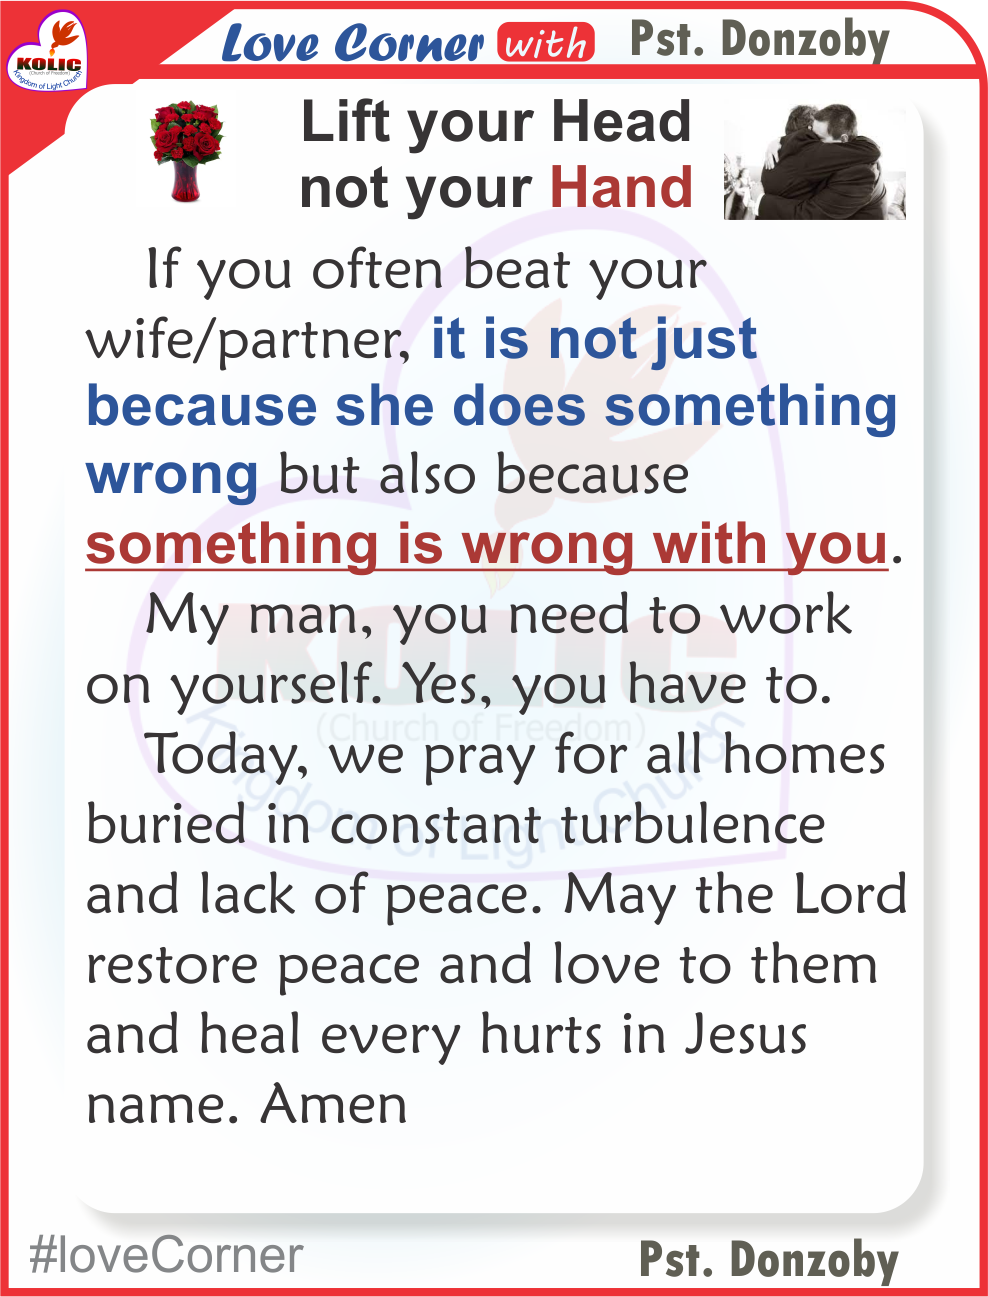 KOLIC
(Church of Freedom)
Kingdom of Light Church
Love Corner with Pst. Donzoby
Lift your Head
not your Hand
If you often beat your
wife/partner, it is not just
because she does something
wrong but also because
something is wrong with you.
My man, you need to work
on yourself. Yes, you have to.
Today, we pray for all homes
buried in constant turbulence
and lack of peace. May the Lord
restore peace and love to them
and heal every hurts in Jesus
name. Amen
KOLIC
(Church of Freedom)
Kingdom of Light Church
#loveCorner
Pst. Donzoby